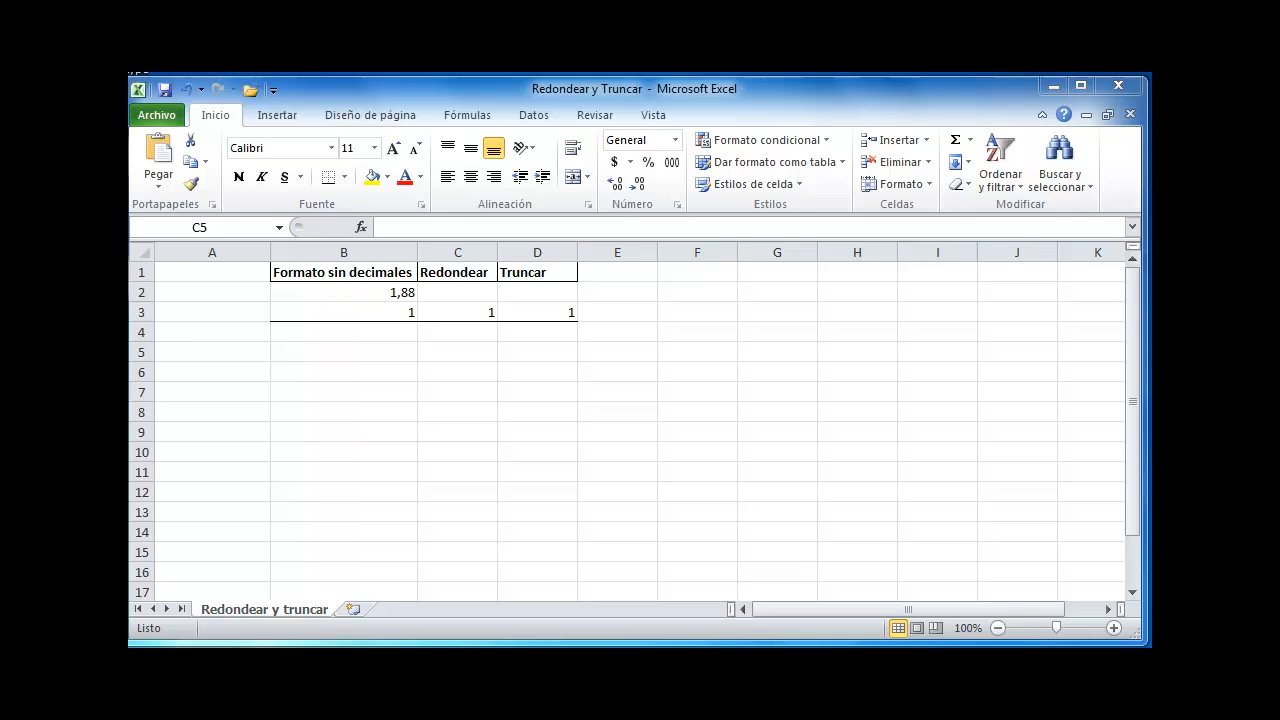 Redondear y Truncar - Microsoft Excel
Archivo Inicio Insertar Diseño de página Fórmulas Datos Revisar Vista
Calibri 11 General Formato condicional Insertar Σ
Pegar N K S $ % 000 Dar formato como tabla Eliminar Ordenar y filtrar Buscar y seleccionar
Estilos de celda Formato
Portapapeles Fuente Alineación Número Estilos Celdas Modificar
C5 fx
A B C D E F G H I J K
1 Formato sin decimales Redondear Truncar
2 1,88
3 1 1 1
4
5
6
7
8
9
10
11
12
13
14
15
16
17
Redondear y truncar
Listo 100%